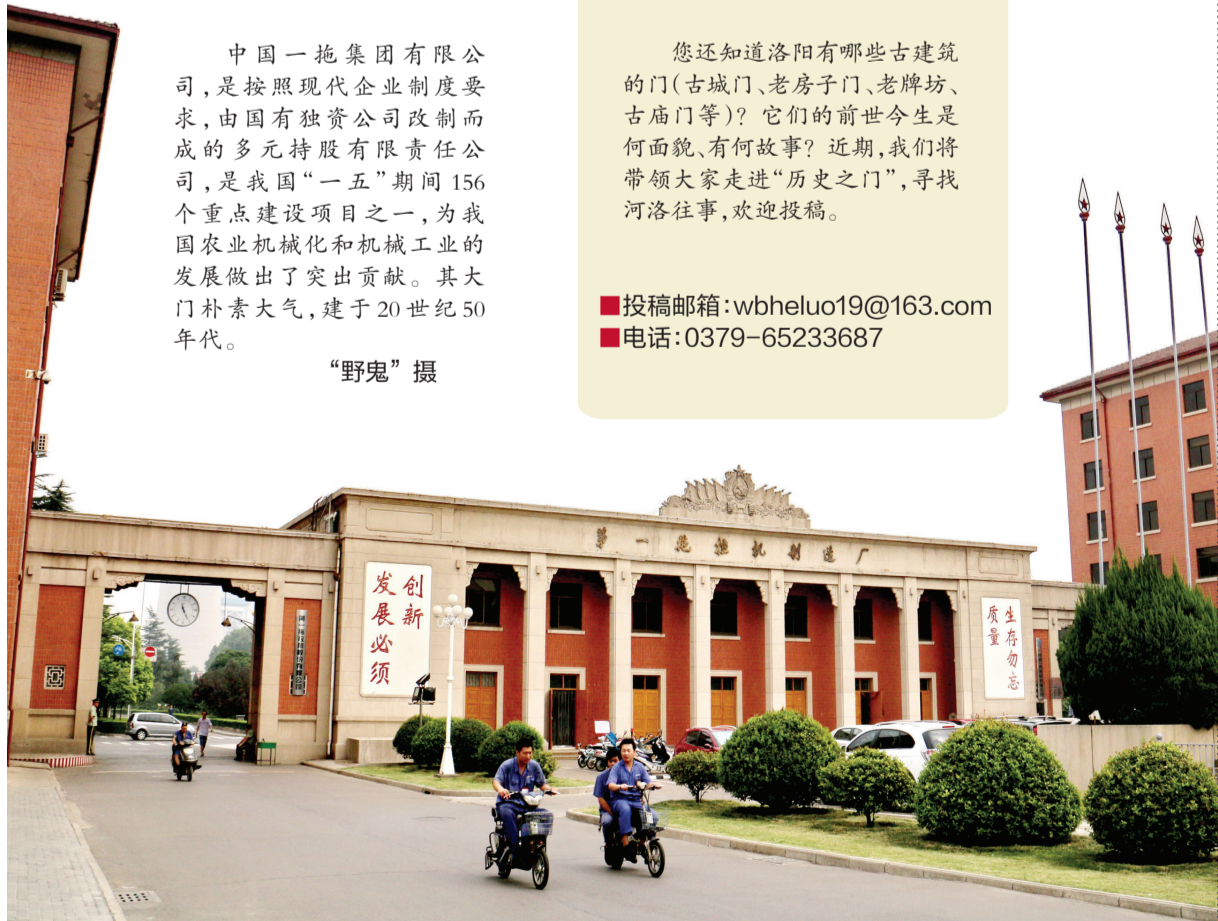 中国一拖集团有限公
司，是按照现代企业制度要
求，由国有独资公司改制而
成的多元持股有限责任公
司，是我国“一五”期间156
个重点建设项目之一，为我
国农业机械化和机械工业的
发展做出了突出贡献。其大
门朴素大气，建于20世纪50
年代。
“野鬼”摄
您还知道洛阳有哪些古建筑
的门（古城门、老房子门、老牌坊、
古庙门等）？它们的前世今生是
何面貌、有何故事？近期，我们将
带领大家走进“历史之门”，寻找
河洛往事，欢迎投稿。
■投稿邮箱：wbheluo19@163.com
■电话：0379-65233687
第一拖拉机制造厂
创新
发展必须
生存勿忘
质量